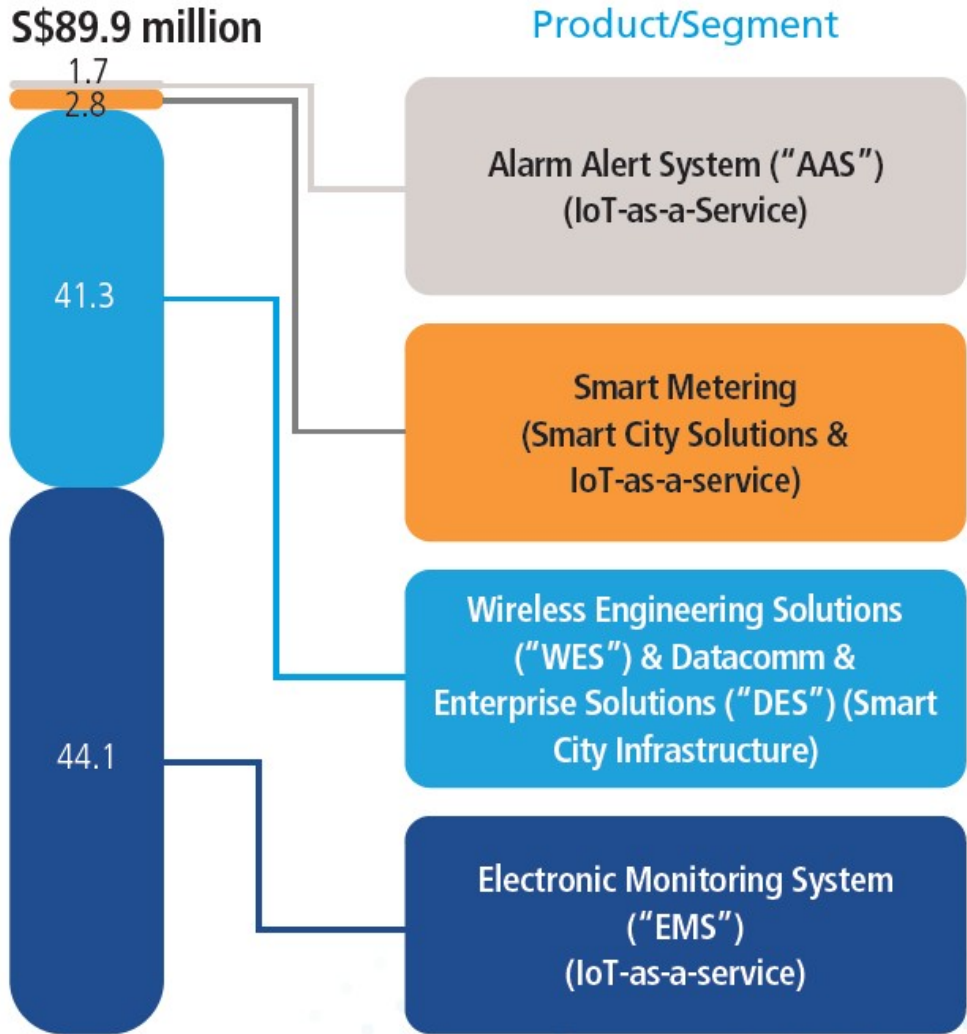 S$89.9 million
Product/Segment
1.7
2.8
41.3
44.1
Alarm Alert System (“AAS”)
(IoT-as-a-Service)
Smart Metering
(Smart City Solutions &
IoT-as-a-service)
Wireless Engineering Solutions
(“WES”) & Datacomm &
Enterprise Solutions (“DES”) (Smart
City Infrastructure)
Electronic Monitoring System
(“EMS”)
(IoT-as-a-service)